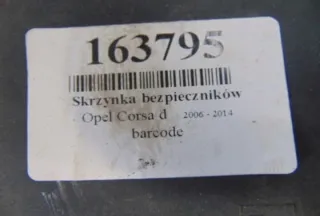 163795
Skrzynka bezpieczników
Opel Corsa d 2006 - 2014
barcode